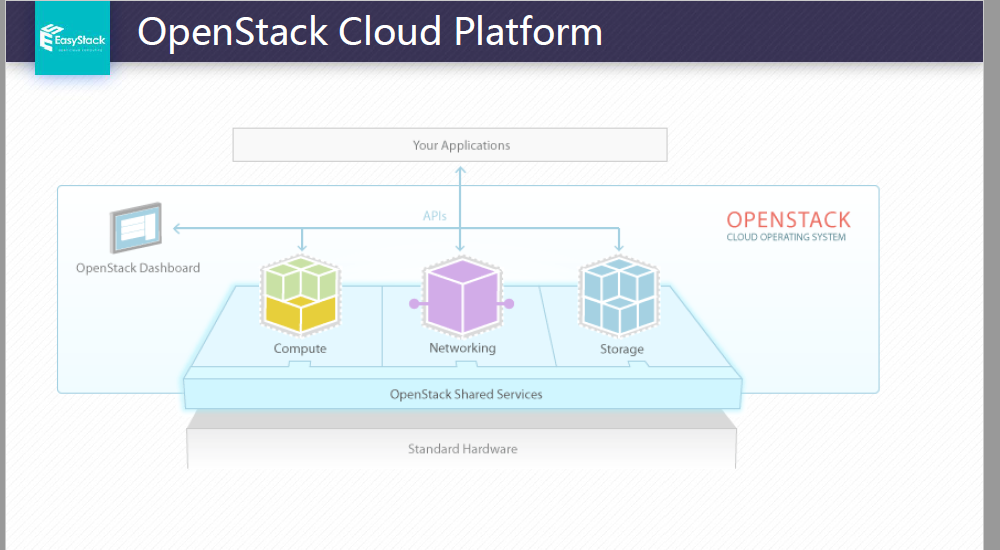 EasyStack
OpenStack Cloud Platform
Your Applications
APIs
OPENSTACK
CLOUD OPERATING SYSTEM
OpenStack Dashboard
Compute
Networking
Storage
OpenStack Shared Services
Standard Hardware